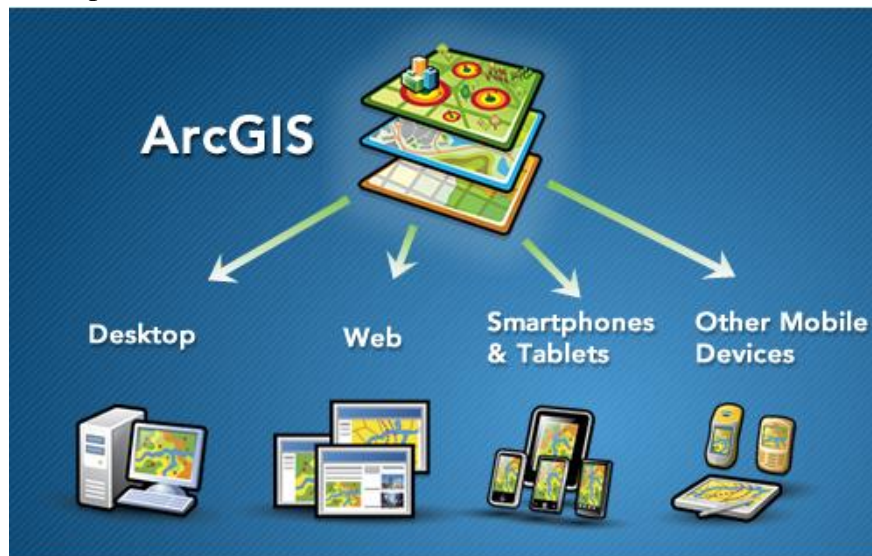 ArcGIS
Desktop
Web
Smartphones
& Tablets
Other Mobile
Devices